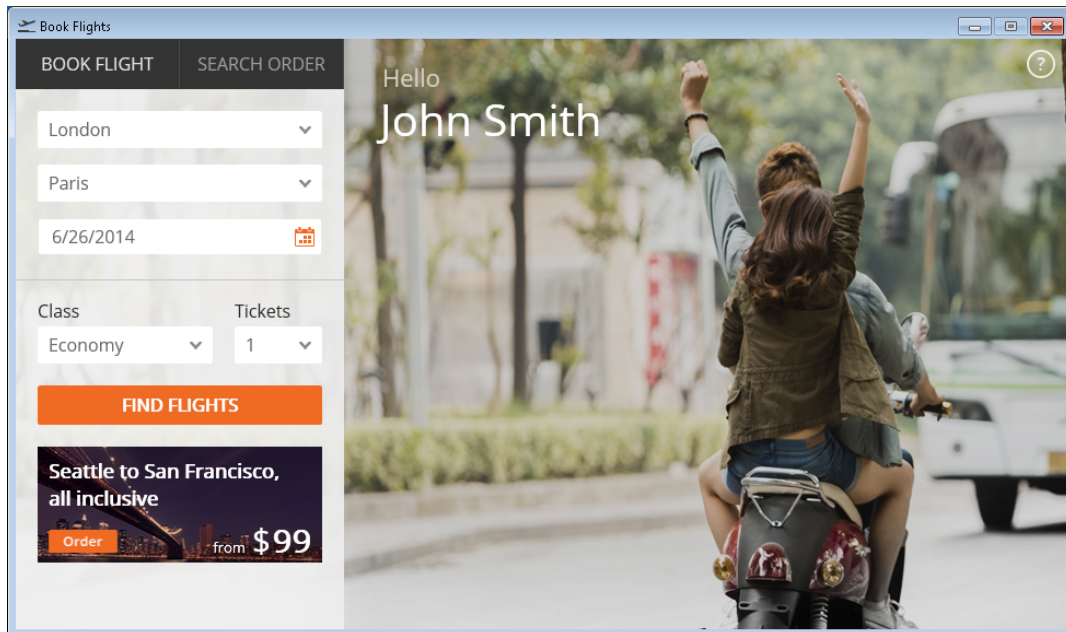 Book Flights
BOOK FLIGHT
SEARCH ORDER
Hello
John Smith
?
London
Paris
6/26/2014
Class
Tickets
Economy
1
FIND FLIGHTS
Seattle to San Francisco,
all inclusive
Order
from $99